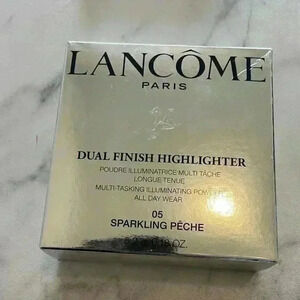 LANCÔME
PARIS
DUAL FINISH HIGHLIGHTER
POUDRE ILLUMINATRICE MULTI TÂCHE
LONGUE TENUE
MULTI-TASKING ILLUMINATING
ALL DAY WEAR
05
SPARKLING PÊCHE
OZ.